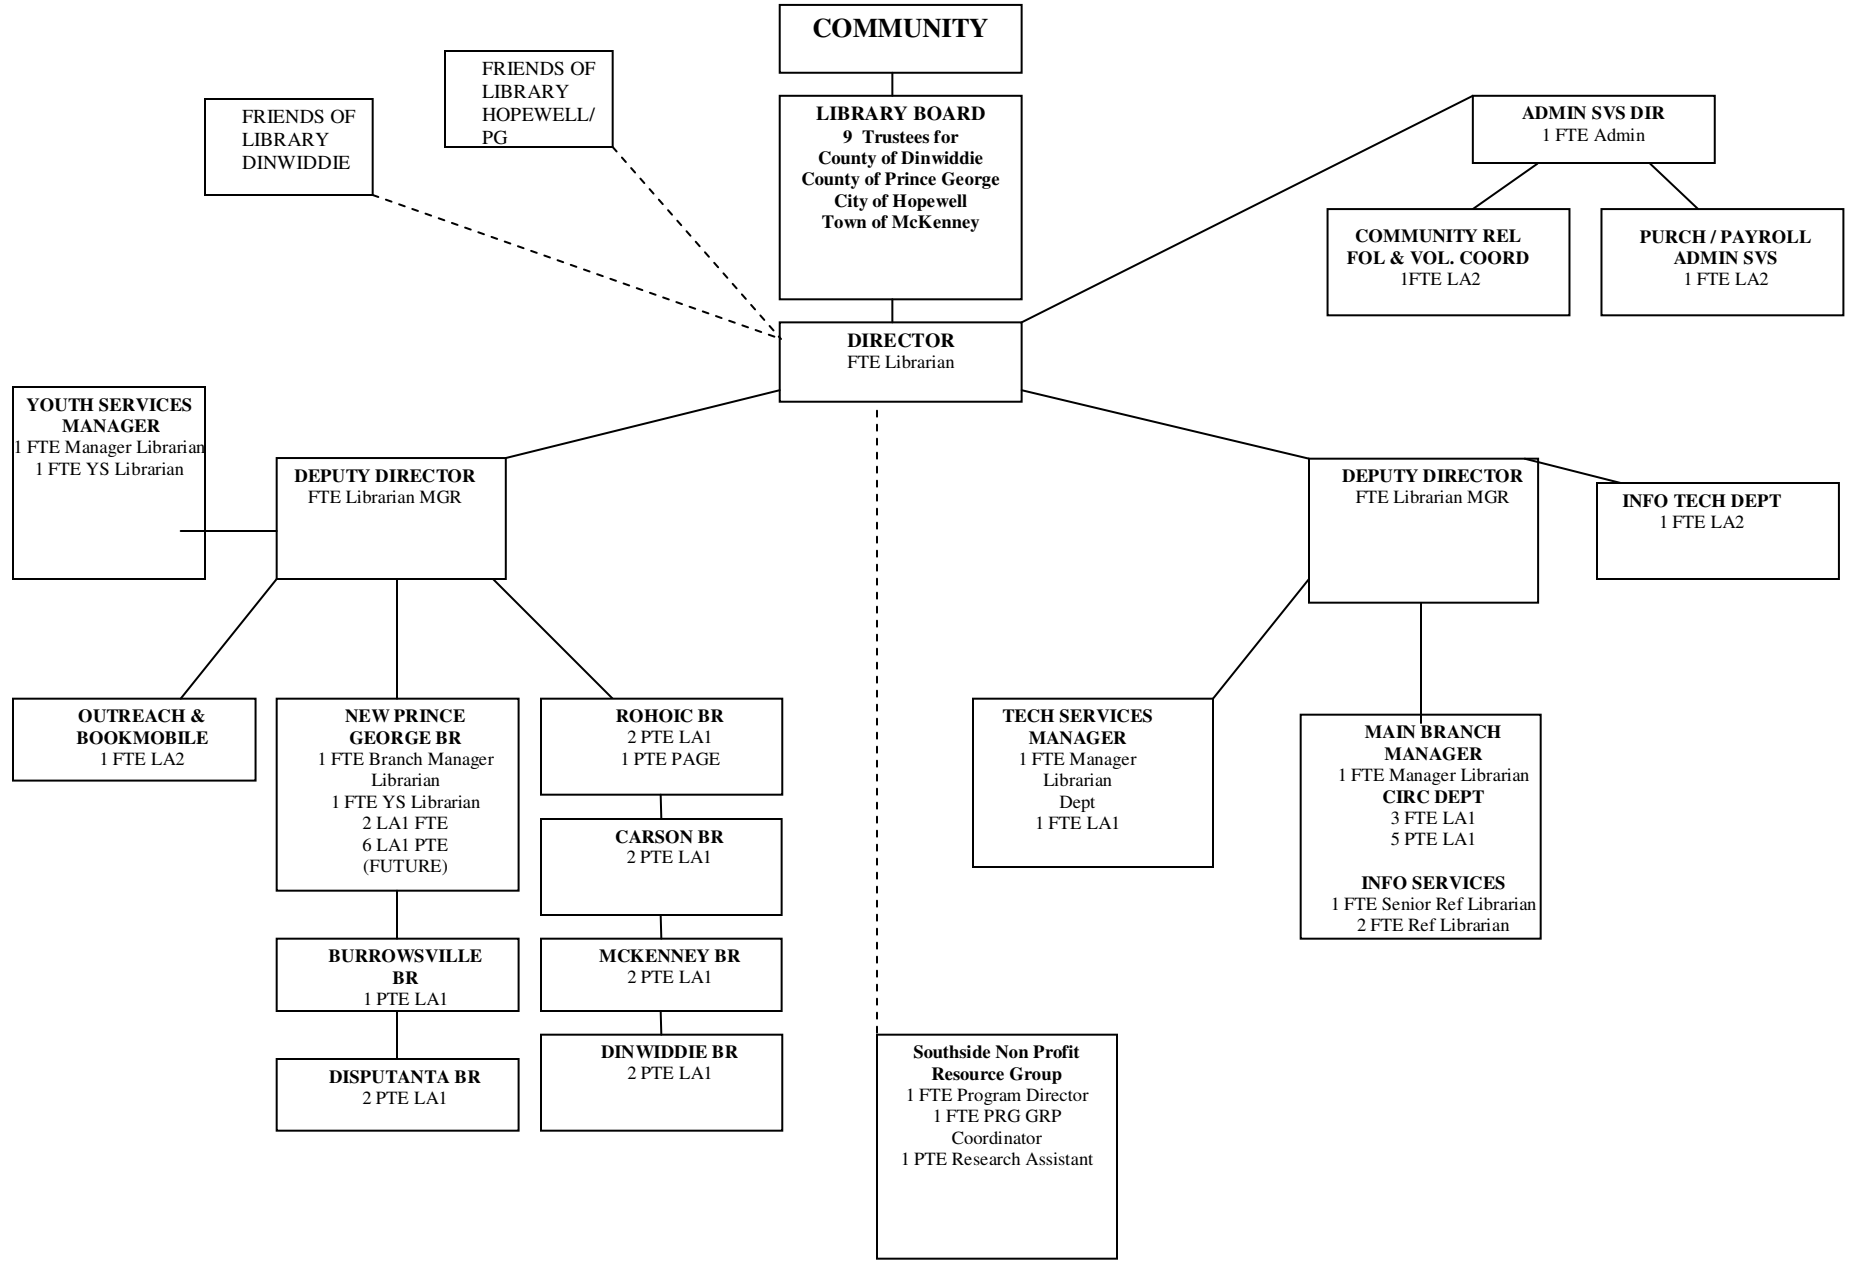 COMMUNITY
FRIENDS OF
LIBRARY
HOPEWELL/
PG
FRIENDS OF
LIBRARY
DINWIDDIE
LIBRARY BOARD
9 Trustees for
County of Dinwiddie
County of Prince George
City of Hopewell
Town of McKenney
ADMIN SVS DIR
1 FTE Admin
COMMUNITY REL
FOL & VOL. COORD
1FTE LA2
PURCH / PAYROLL
ADMIN SVS
1 FTE LA2
DIRECTOR
FTE Librarian
YOUTH SERVICES
MANAGER
1 FTE Manager Librarian
1 FTE YS Librarian
DEPUTY DIRECTOR
FTE Librarian MGR
DEPUTY DIRECTOR
FTE Librarian MGR
INFO TECH DEPT
1 FTE LA2
OUTREACH &
BOOKMOBILE
1 FTE LA2
NEW PRINCE
GEORGE BR
1 FTE Branch Manager
Librarian
1 FTE YS Librarian
2 LA1 FTE
6 LA1 PTE
(FUTURE)
ROHOIC BR
2 PTE LA1
1 PTE PAGE
CARSON BR
2 PTE LA1
TECH SERVICES
MANAGER
1 FTE Manager
Librarian
Dept
1 FTE LA1
MAIN BRANCH
MANAGER
1 FTE Manager Librarian
CIRC DEPT
3 FTE LA1
5 PTE LA1
INFO SERVICES
1 FTE Senior Ref Librarian
2 FTE Ref Librarian
BURROWSVILLE
BR
1 PTE LA1
MCKENNEY BR
2 PTE LA1
DISPUTANTA BR
2 PTE LA1
DINWIDDIE BR
2 PTE LA1
Southside Non Profit
Resource Group
1 FTE Program Director
1 FTE PRG GRP
Coordinator
1 PTE Research Assistant